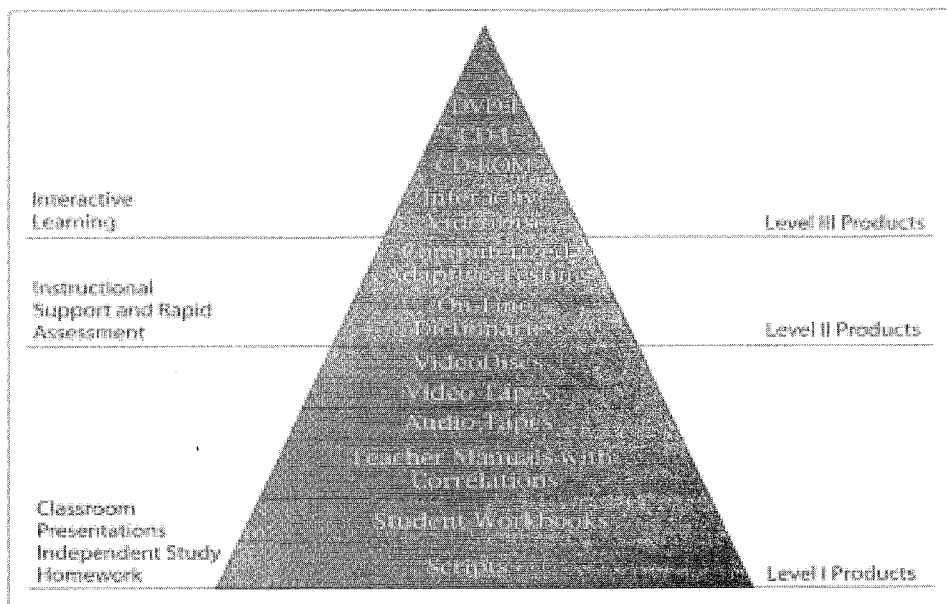 CD-I
CD-ROM
Interactive
Interactive
Learning
Level III Products
Computerized
Adaptive Testing
Instructional
Support and Rapid
Assessment
On-Line
Dictionaries
Level II Products
Videodiscs
Video Tapes
Audio Tapes
Teacher Manuals with
Correlations
Student Workbooks
Classroom
Presentations
Independent Study
Homework
Scripts
Level I Products